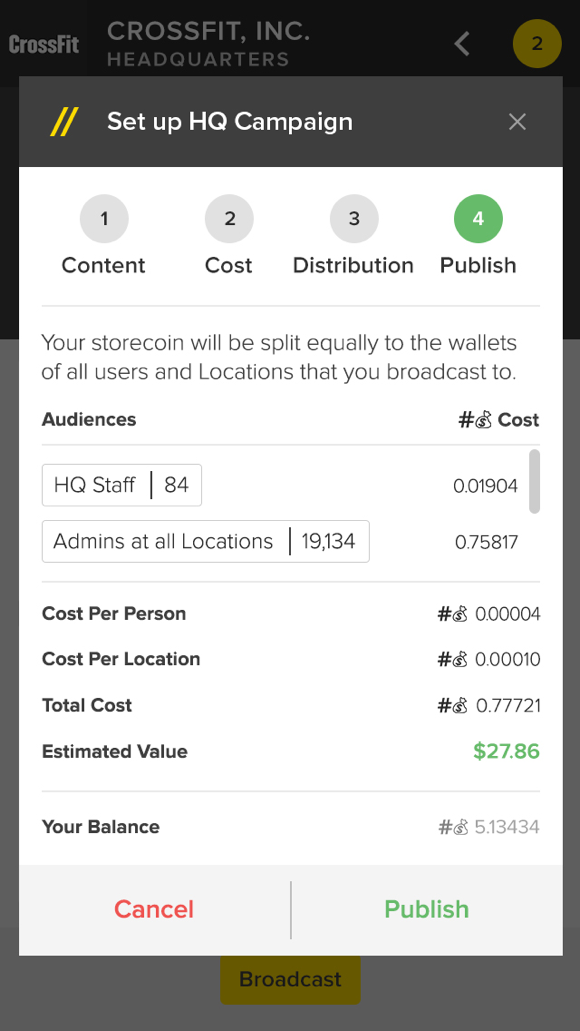 CrossFit
CROSSFIT, INC.
HEADQUARTERS
2
Set up HQ Campaign
1
2
3
4
Content
Cost
Distribution
Publish
Your storecoin will be split equally to the wallets
of all users and Locations that you broadcast to.
Audiences
#💰 Cost
HQ Staff | 84
0.01904
Admins at all Locations | 19,134
0.75817
Cost Per Person
#💰 0.00004
Cost Per Location
#💰 0.00010
Total Cost
#💰 0.77721
Estimated Value
$27.86
Your Balance
#💰 5.13434
Cancel
Publish
Broadcast